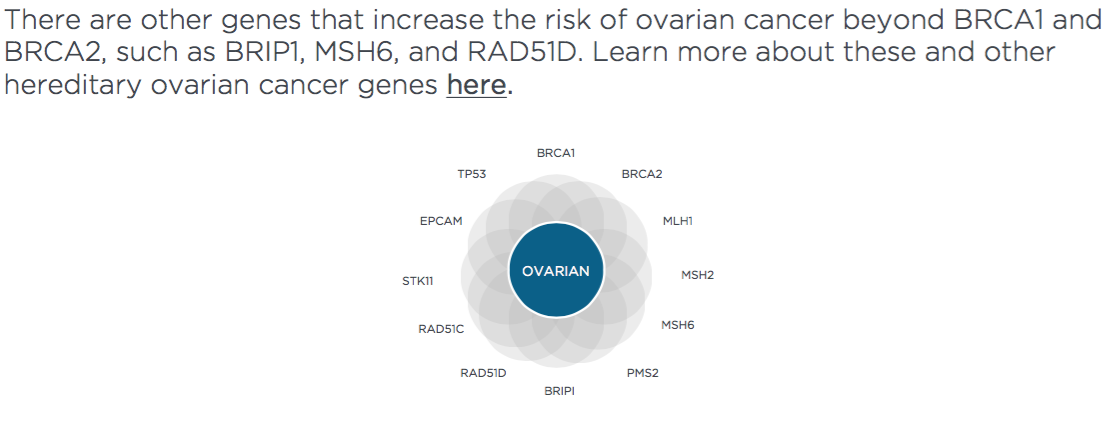 There are other genes that increase the risk of ovarian cancer beyond BRCA1 and
BRCA2, such as BRIP1, MSH6, and RAD51D. Learn more about these and other
hereditary ovarian cancer genes here.
BRCA1
TP53
BRCA2
EPCAM
MLH1
OVARIAN
MSH2
STK11
MSH6
RAD51C
RAD51D
PMS2
BRIPI